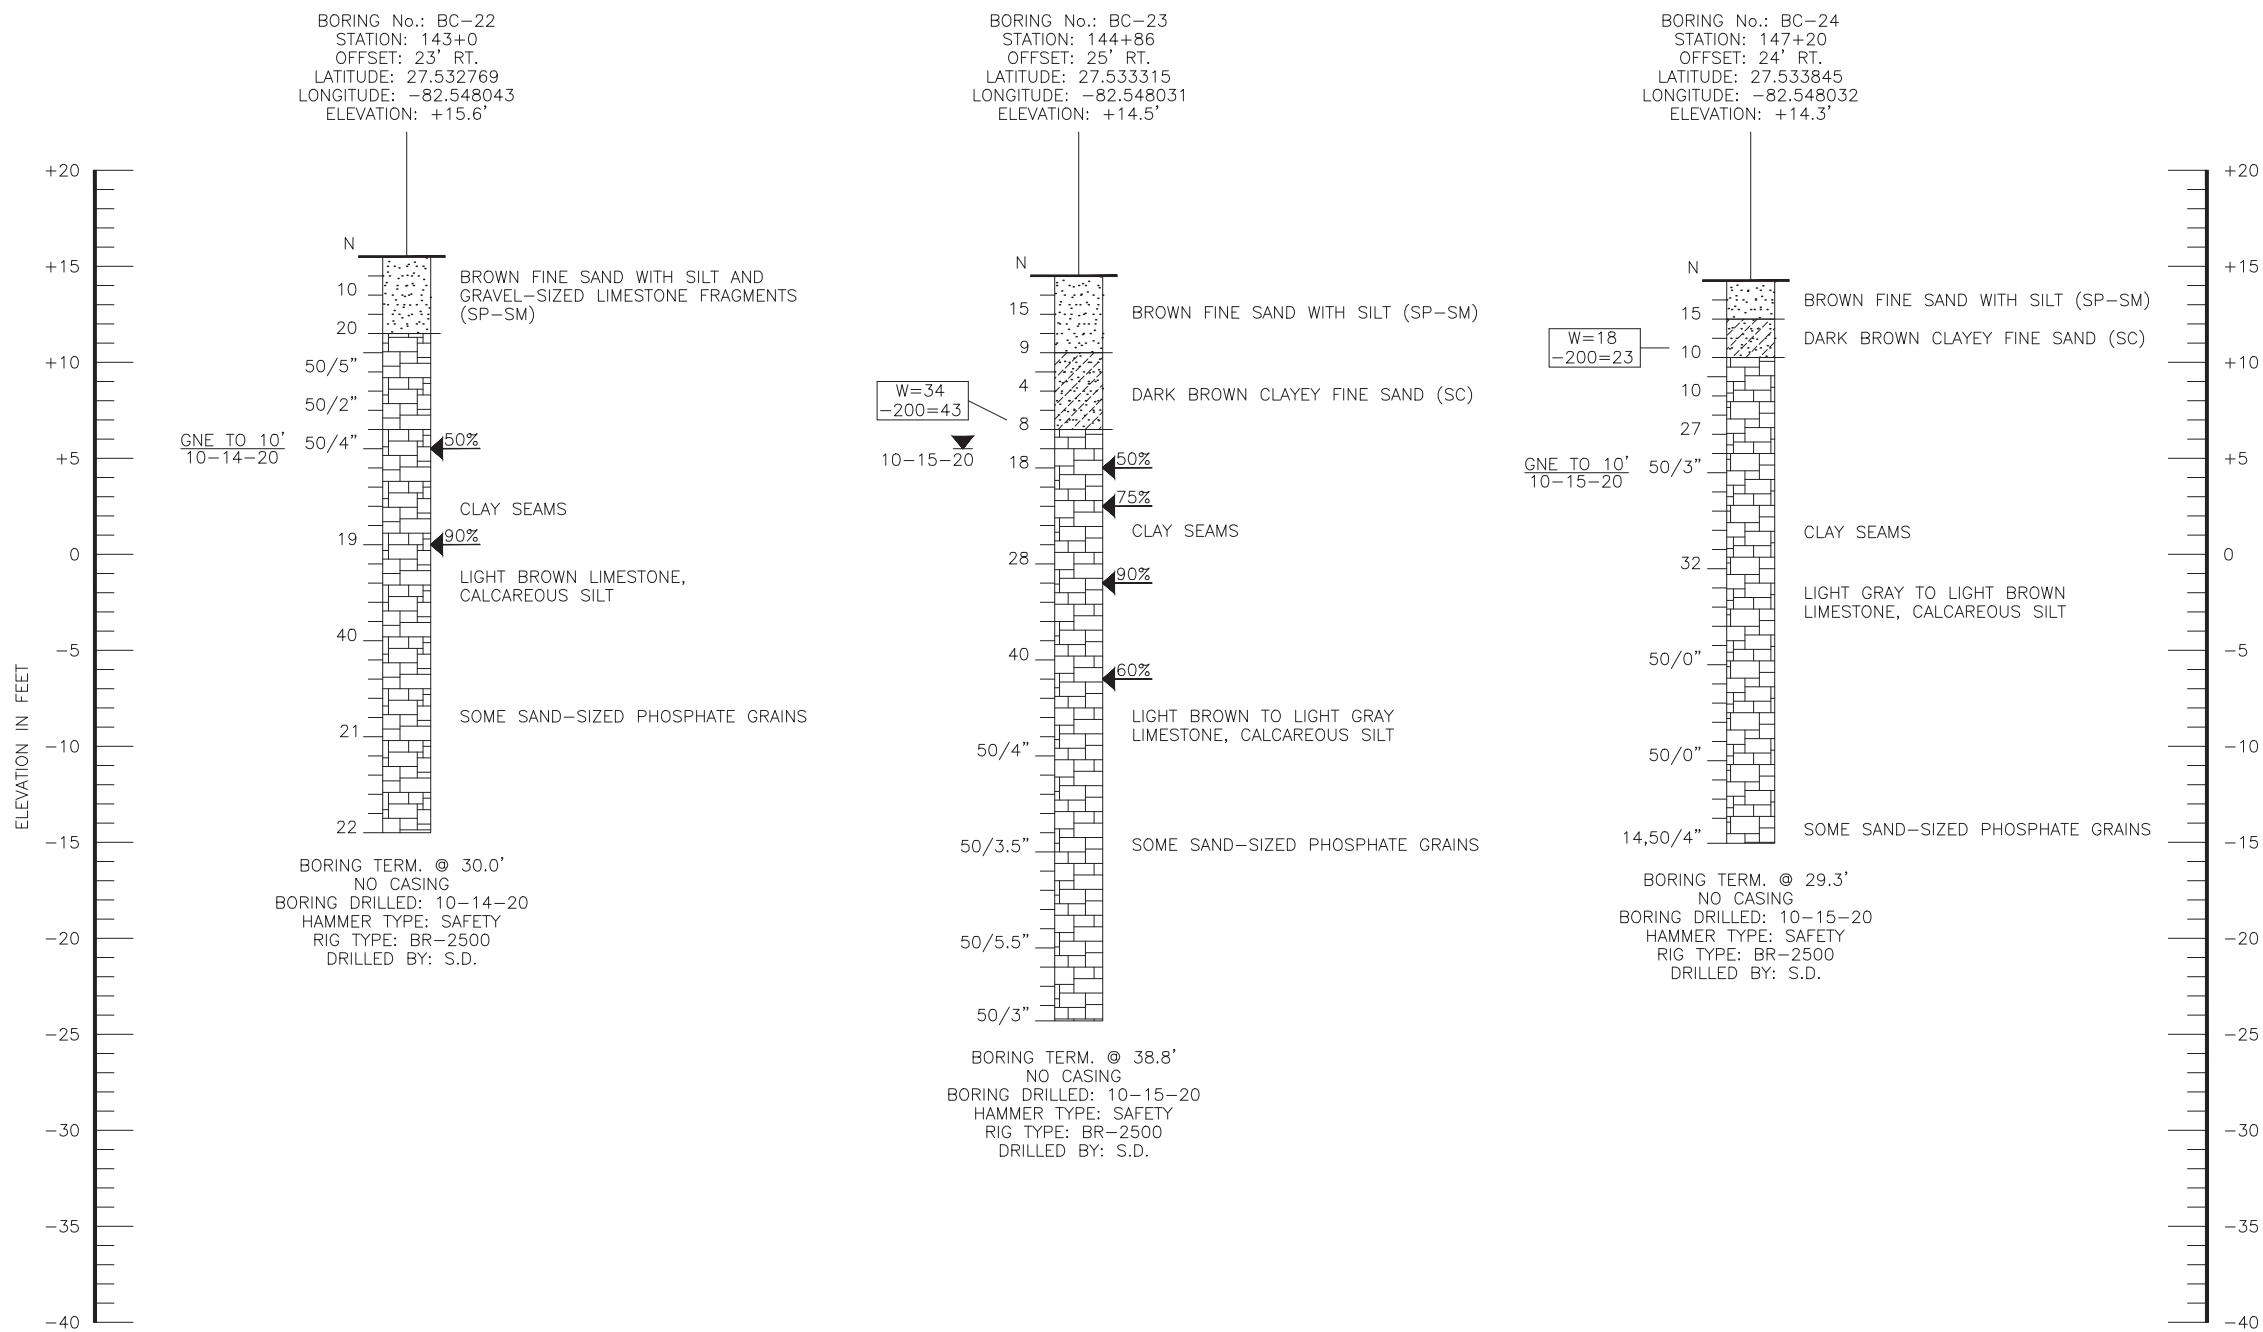 BORING No.: BC-22
STATION: 143+0
OFFSET: 23' RT.
LATITUDE: 27.532769
LONGITUDE: -82.548043
ELEVATION: +15.6'
BORING No.: BC-23
STATION: 144+86
OFFSET: 25' RT.
LATITUDE: 27.533315
LONGITUDE: -82.548031
ELEVATION: +14.5'
BORING No.: BC-24
STATION: 147+20
OFFSET: 24' RT.
LATITUDE: 27.533845
LONGITUDE: -82.548032
ELEVATION: +14.3'
ELEVATION IN FEET
+20
+15
+10
+5
0
-5
-10
-15
-20
-25
-30
-35
-40
N
10
20
50/5"
50/2"
50/4"
19
40
21
22
GNE TO 10'
10-14-20
50%
90%
BROWN FINE SAND WITH SILT AND
GRAVEL-SIZED LIMESTONE FRAGMENTS
(SP-SM)
CLAY SEAMS
LIGHT BROWN LIMESTONE,
CALCAREOUS SILT
SOME SAND-SIZED PHOSPHATE GRAINS
BORING TERM. @ 30.0'
NO CASING
BORING DRILLED: 10-14-20
HAMMER TYPE: SAFETY
RIG TYPE: BR-2500
DRILLED BY: S.D.
N
15
9
4
8
18
28
40
50/4"
50/3.5"
50/5.5"
50/3"
W=34
-200=43
10-15-20
50%
75%
90%
60%
BROWN FINE SAND WITH SILT (SP-SM)
DARK BROWN CLAYEY FINE SAND (SC)
CLAY SEAMS
LIGHT BROWN TO LIGHT GRAY
LIMESTONE, CALCAREOUS SILT
SOME SAND-SIZED PHOSPHATE GRAINS
BORING TERM. @ 38.8'
NO CASING
BORING DRILLED: 10-15-20
HAMMER TYPE: SAFETY
RIG TYPE: BR-2500
DRILLED BY: S.D.
N
15
10
10
27
50/3"
32
50/0"
50/0"
14,50/4"
W=18
-200=23
GNE TO 10'
10-15-20
BROWN FINE SAND WITH SILT (SP-SM)
DARK BROWN CLAYEY FINE SAND (SC)
CLAY SEAMS
LIGHT GRAY TO LIGHT BROWN
LIMESTONE, CALCAREOUS SILT
SOME SAND-SIZED PHOSPHATE GRAINS
BORING TERM. @ 29.3'
NO CASING
BORING DRILLED: 10-15-20
HAMMER TYPE: SAFETY
RIG TYPE: BR-2500
DRILLED BY: S.D.
+20
+15
+10
+5
0
-5
-10
-15
-20
-25
-30
-35
-40